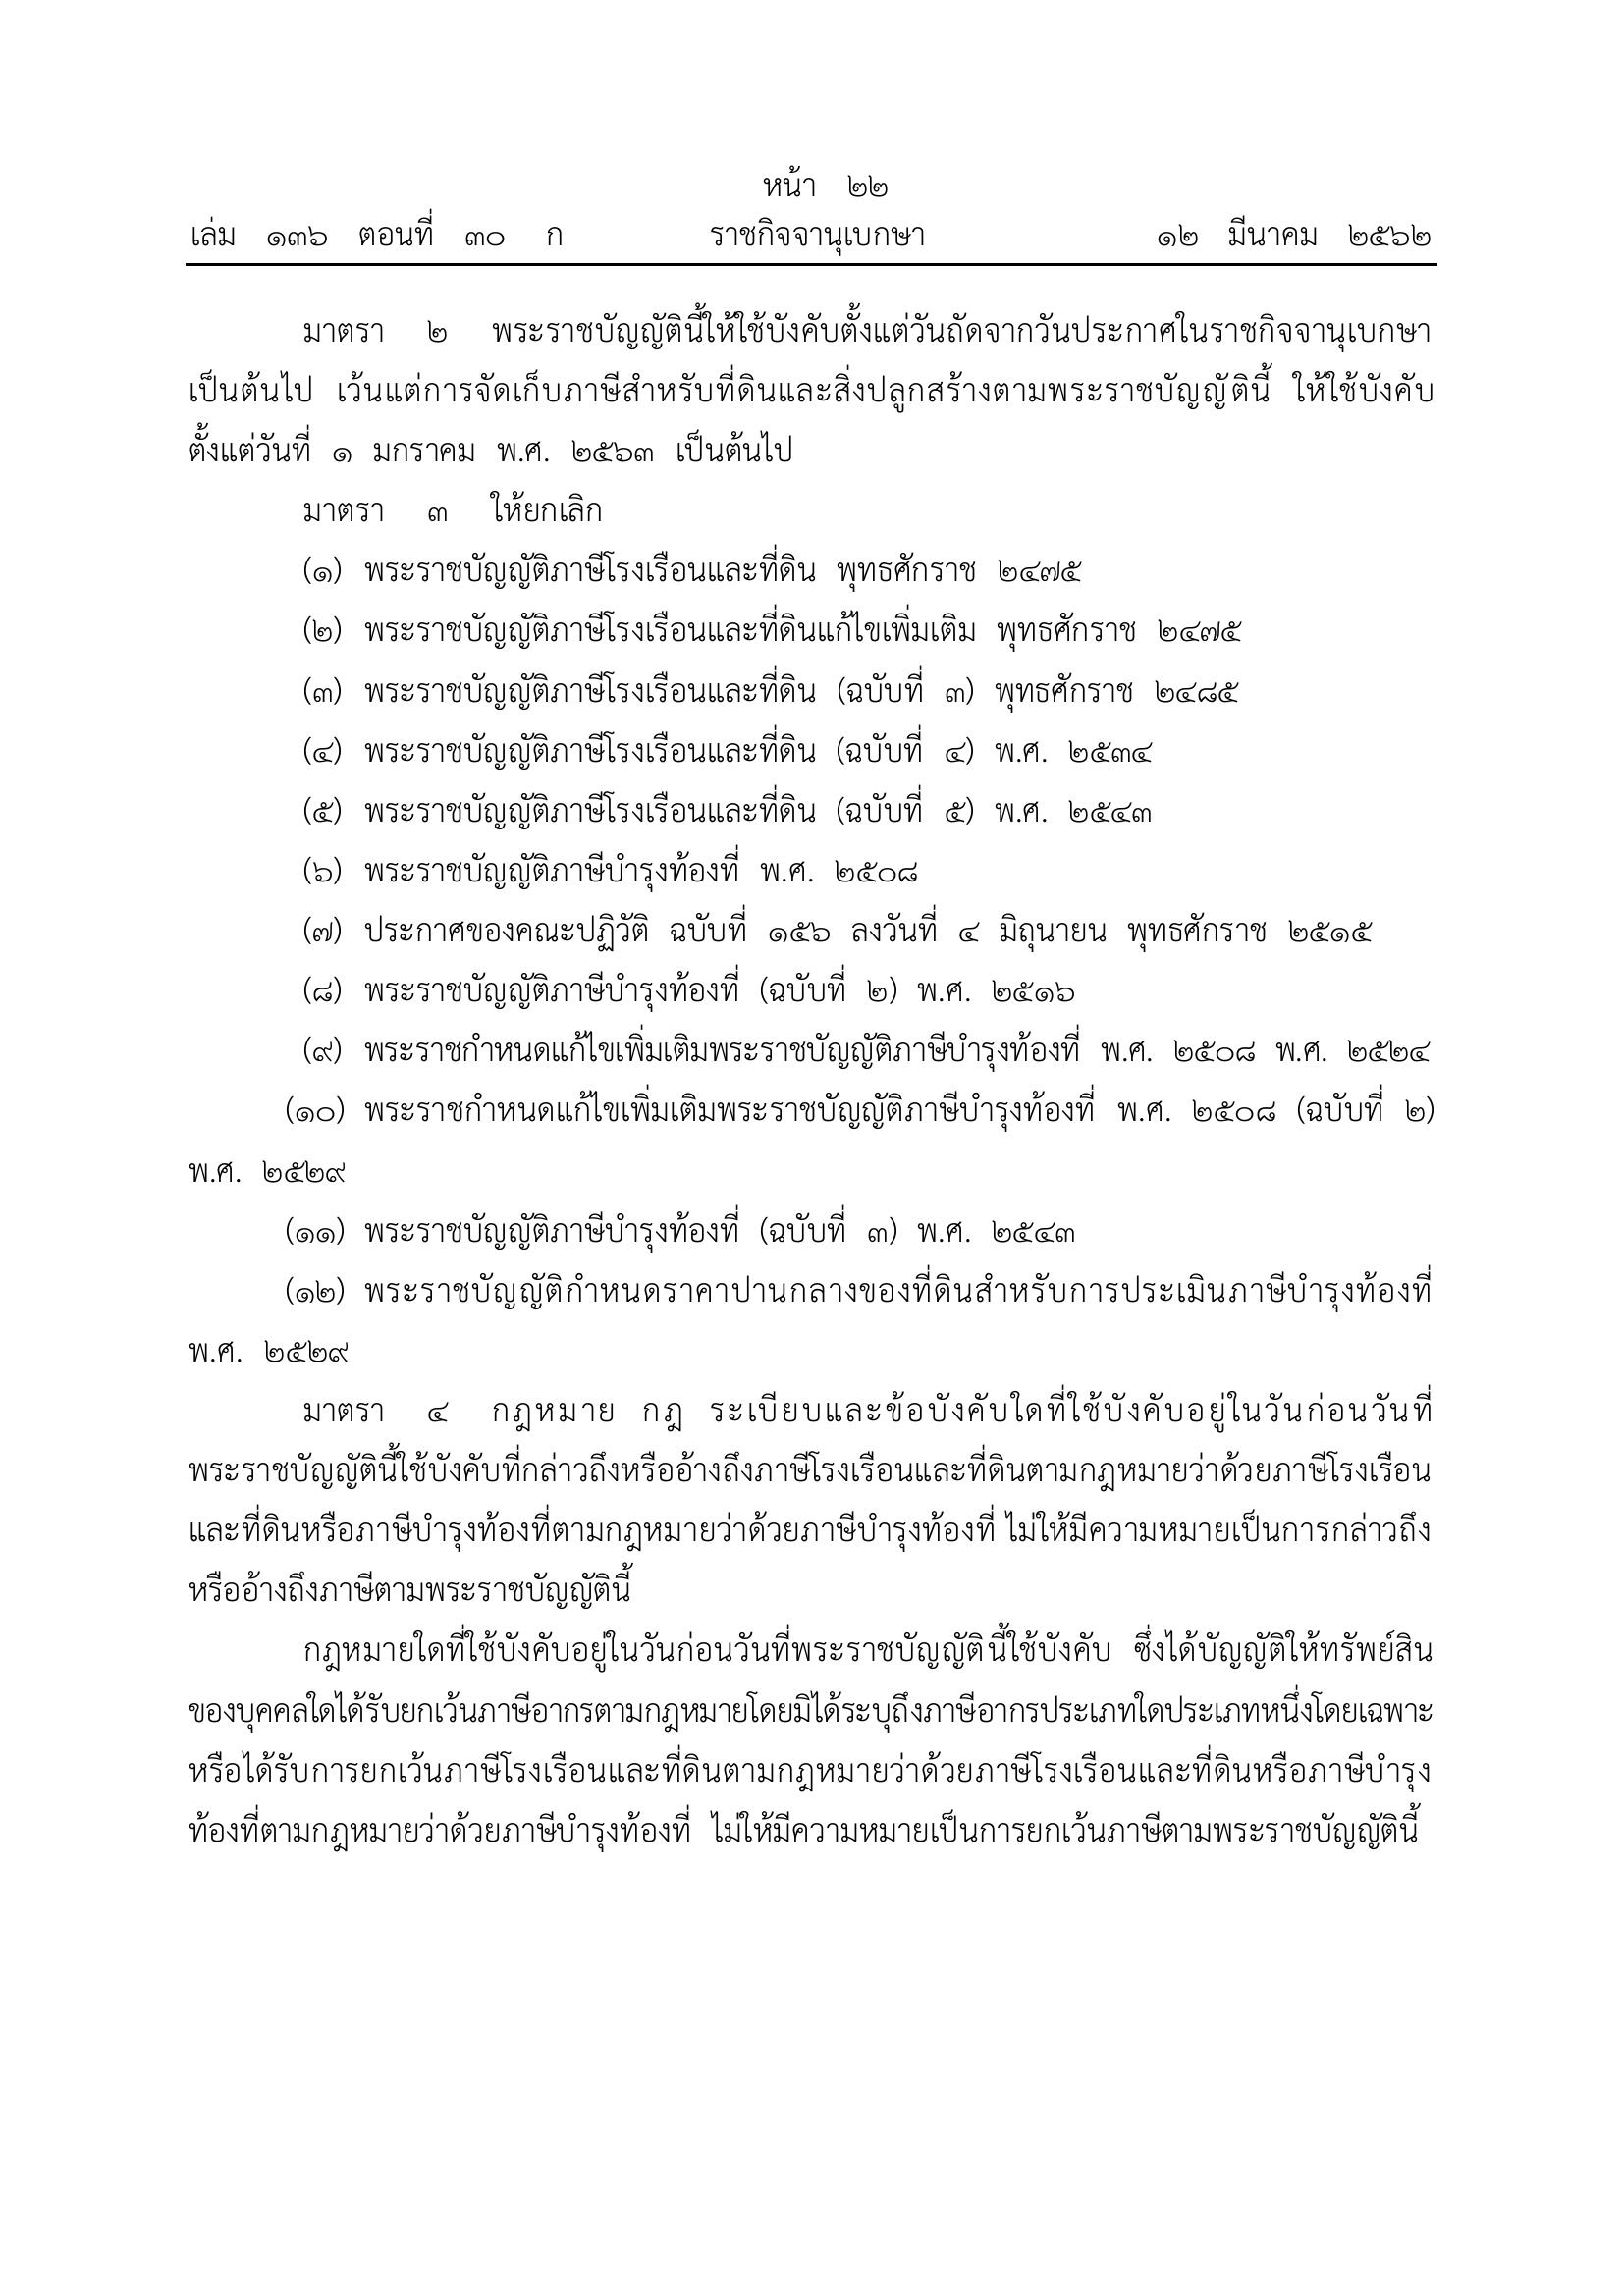 หน้า ๒๒
เล่ม ๑๓๖ ตอนที่ ๓๐ ก ราชกิจจานุเบกษา ๑๒ มีนาคม ๒๕๖๒
มาตรา ๒ พระราชบัญญัตินี้ให้ใช้บังคับตั้งแต่วันถัดจากวันประกาศในราชกิจจานุเบกษา
เป็นต้นไป เว้นแต่การจัดเก็บภาษีสำหรับที่ดินและสิ่งปลูกสร้างตามพระราชบัญญัตินี้ ให้ใช้บังคับ
ตั้งแต่วันที่ ๑ มกราคม พ.ศ. ๒๕๖๓ เป็นต้นไป
มาตรา ๓ ให้ยกเลิก
(๑) พระราชบัญญัติภาษีโรงเรือนและที่ดิน พุทธศักราช ๒๔๗๕
(๒) พระราชบัญญัติภาษีโรงเรือนและที่ดินแก้ไขเพิ่มเติม พุทธศักราช ๒๔๗๕
(๓) พระราชบัญญัติภาษีโรงเรือนและที่ดิน (ฉบับที่ ๓) พุทธศักราช ๒๔๘๕
(๔) พระราชบัญญัติภาษีโรงเรือนและที่ดิน (ฉบับที่ ๔) พ.ศ. ๒๕๓๔
(๕) พระราชบัญญัติภาษีโรงเรือนและที่ดิน (ฉบับที่ ๕) พ.ศ. ๒๕๔๓
(๖) พระราชบัญญัติภาษีบำรุงท้องที่ พ.ศ. ๒๕๐๘
(๗) ประกาศของคณะปฏิวัติ ฉบับที่ ๑๕๖ ลงวันที่ ๔ มิถุนายน พุทธศักราช ๒๕๑๕
(๘) พระราชบัญญัติภาษีบำรุงท้องที่ (ฉบับที่ ๒) พ.ศ. ๒๕๑๖
(๙) พระราชกำหนดแก้ไขเพิ่มเติมพระราชบัญญัติภาษีบำรุงท้องที่ พ.ศ. ๒๕๐๘ พ.ศ. ๒๕๒๔
(๑๐) พระราชกำหนดแก้ไขเพิ่มเติมพระราชบัญญัติภาษีบำรุงท้องที่ พ.ศ. ๒๕๐๘ (ฉบับที่ ๒)
พ.ศ. ๒๕๒๙
(๑๑) พระราชบัญญัติภาษีบำรุงท้องที่ (ฉบับที่ ๓) พ.ศ. ๒๕๔๓
(๑๒) พระราชบัญญัติกำหนดราคาปานกลางของที่ดินสำหรับการประเมินภาษีบำรุงท้องที่
พ.ศ. ๒๕๒๙
มาตรา ๔ กฎหมาย กฎ ระเบียบและข้อบังคับใดที่ใช้บังคับอยู่ในวันก่อนวันที่
พระราชบัญญัตินี้ใช้บังคับที่กล่าวถึงหรืออ้างถึงภาษีโรงเรือนและที่ดินตามกฎหมายว่าด้วยภาษีโรงเรือน
และที่ดินหรือภาษีบำรุงท้องที่ตามกฎหมายว่าด้วยภาษีบำรุงท้องที่ ไม่ให้มีความหมายเป็นการกล่าวถึง
หรืออ้างถึงภาษีตามพระราชบัญญัตินี้
กฎหมายใดที่ใช้บังคับอยู่ในวันก่อนวันที่พระราชบัญญัตินี้ใช้บังคับ ซึ่งได้บัญญัติให้ทรัพย์สิน
ของบุคคลใดได้รับยกเว้นภาษีอากรตามกฎหมายโดยมิได้ระบุถึงภาษีอากรประเภทใดประเภทหนึ่งโดยเฉพาะ
หรือได้รับการยกเว้นภาษีโรงเรือนและที่ดินตามกฎหมายว่าด้วยภาษีโรงเรือนและที่ดินหรือภาษีบำรุง
ท้องที่ตามกฎหมายว่าด้วยภาษีบำรุงท้องที่ ไม่ให้มีความหมายเป็นการยกเว้นภาษีตามพระราชบัญญัตินี้